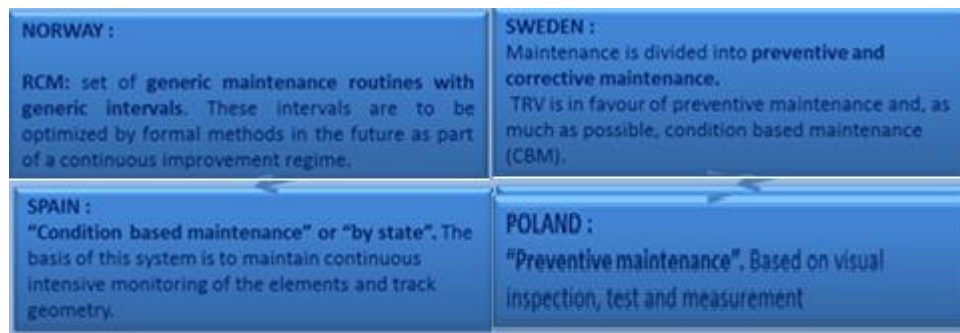 NORWAY :
RCM: set of generic maintenance routines with
generic intervals. These intervals are to be
optimized by formal methods in the future as part
of a continuous improvement regime.
SWEDEN :
Maintenance is divided into preventive and
corrective maintenance.
TRV is in favour of preventive maintenance and, as
much as possible, condition based maintenance
(CBM).
SPAIN :
“Condition based maintenance” or “by state”. The
basis of this system is to maintain continuous
intensive monitoring of the elements and track
geometry.
POLAND :
“Preventive maintenance”. Based on visual
inspection, test and measurement